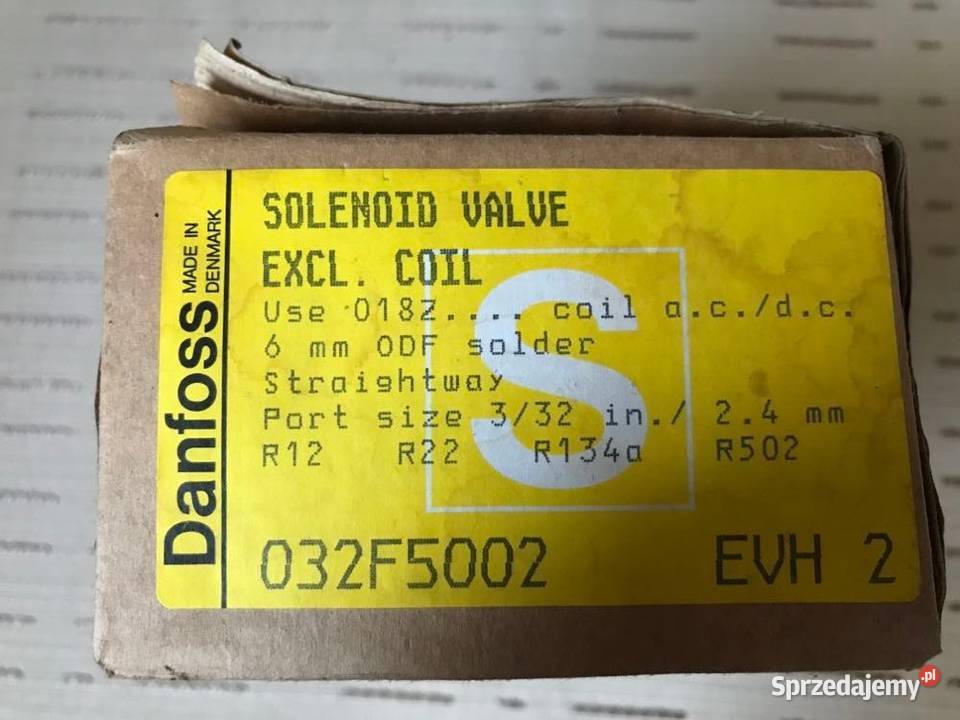 Danfoss
MADE IN
DENMARK
SOLENOID VALVE
EXCL. COIL
Use 018Z.... coil a.c./d.c.
6 mm ODF solder
Straightway
Port size 3/32 in./ 2.4 mm
R12 R22 R134a R502
S
032F5002 EVH 2
Sprzedajemy.pl